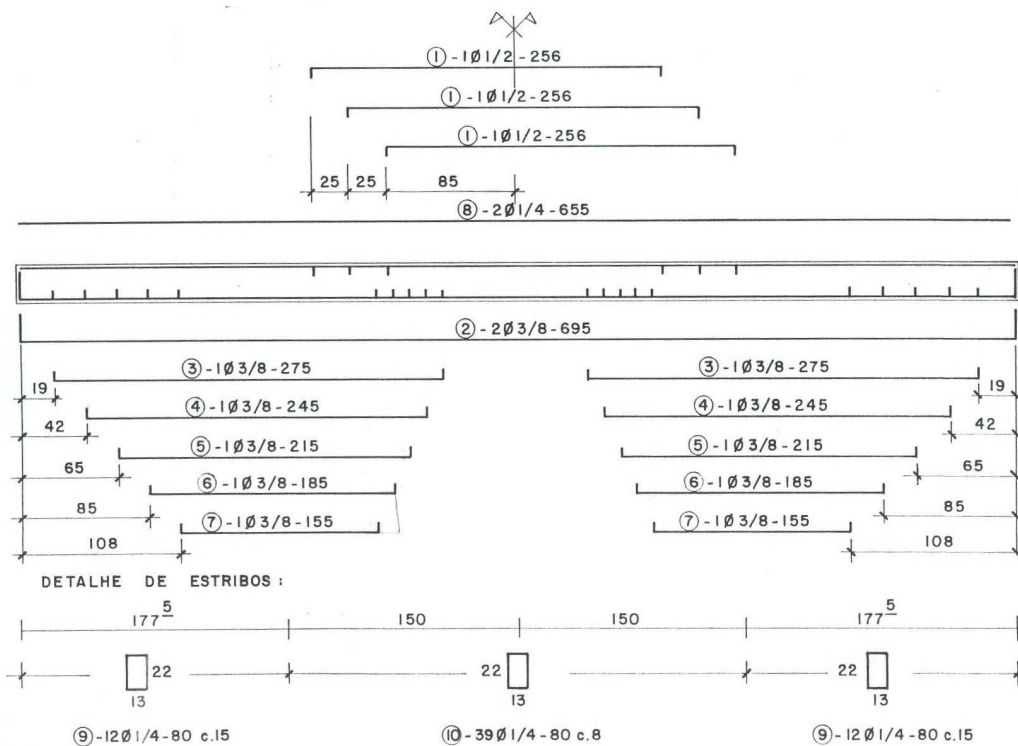 ①-1Ø1/2-256
①-1Ø1/2-256
①-1Ø1/2-256
25 25 85
⑧-2Ø1/4-655
②-2Ø3/8-695
③-1Ø3/8-275 ③-1Ø3/8-275
19 19
④-1Ø3/8-245 ④-1Ø3/8-245
42 42
⑤-1Ø3/8-215 ⑤-1Ø3/8-215
65 65
⑥-1Ø3/8-185 ⑥-1Ø3/8-185
85 85
⑦-1Ø3/8-155 ⑦-1Ø3/8-155
108 108
DETALHE DE ESTRIBOS:
177⁵ 150 150 177⁵
22 22 22
13 13 13
⑨-12Ø1/4-80 c.15 ⑩-39Ø1/4-80 c.8 ⑨-12Ø1/4-80 c.15